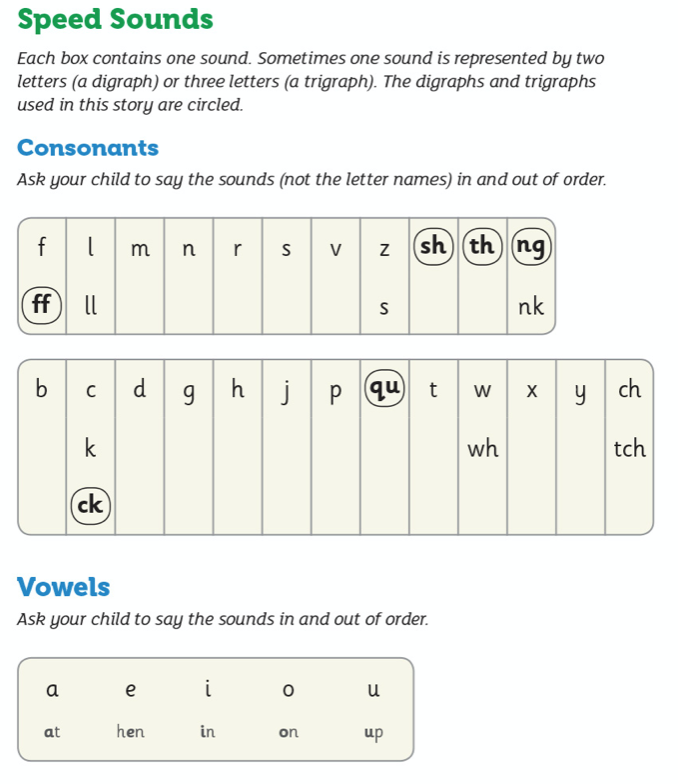 Speed Sounds
Each box contains one sound. Sometimes one sound is represented by two
letters (a digraph) or three letters (a trigraph). The digraphs and trigraphs
used in this story are circled.
Consonants
Ask your child to say the sounds (not the letter names) in and out of order.
f l m n r s v z sh th ng
ff ll s nk
b c d g h j p qu t w x y ch
k wh tch
ck
Vowels
Ask your child to say the sounds in and out of order.
a e i o u
at hen in on up